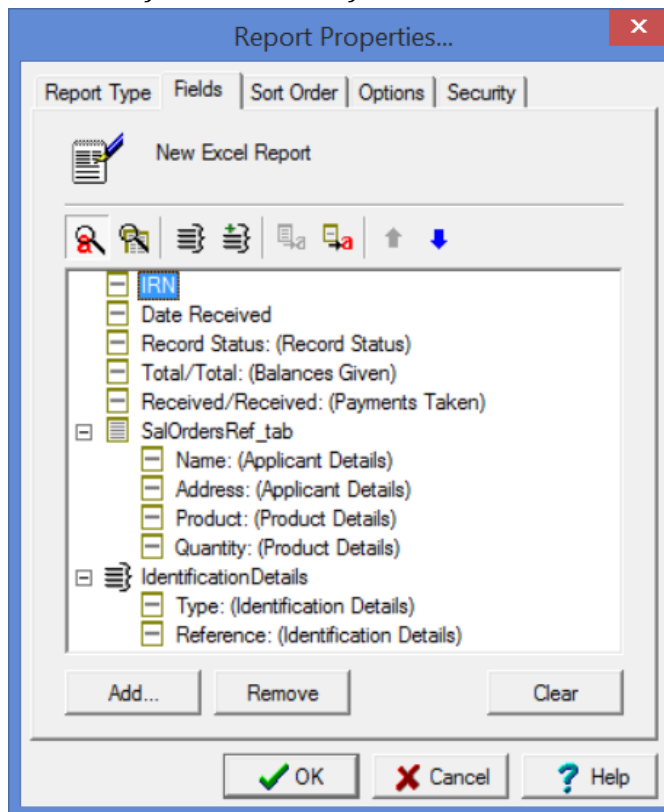 Report Properties...
Report Type Fields Sort Order Options Security
New Excel Report
IRN
Date Received
Record Status: (Record Status)
Total/Total: (Balances Given)
Received/Received: (Payments Taken)
SalOrdersRef_tab
Name: (Applicant Details)
Address: (Applicant Details)
Product: (Product Details)
Quantity: (Product Details)
IdentificationDetails
Type: (Identification Details)
Reference: (Identification Details)
Add... Remove Clear
OK Cancel Help